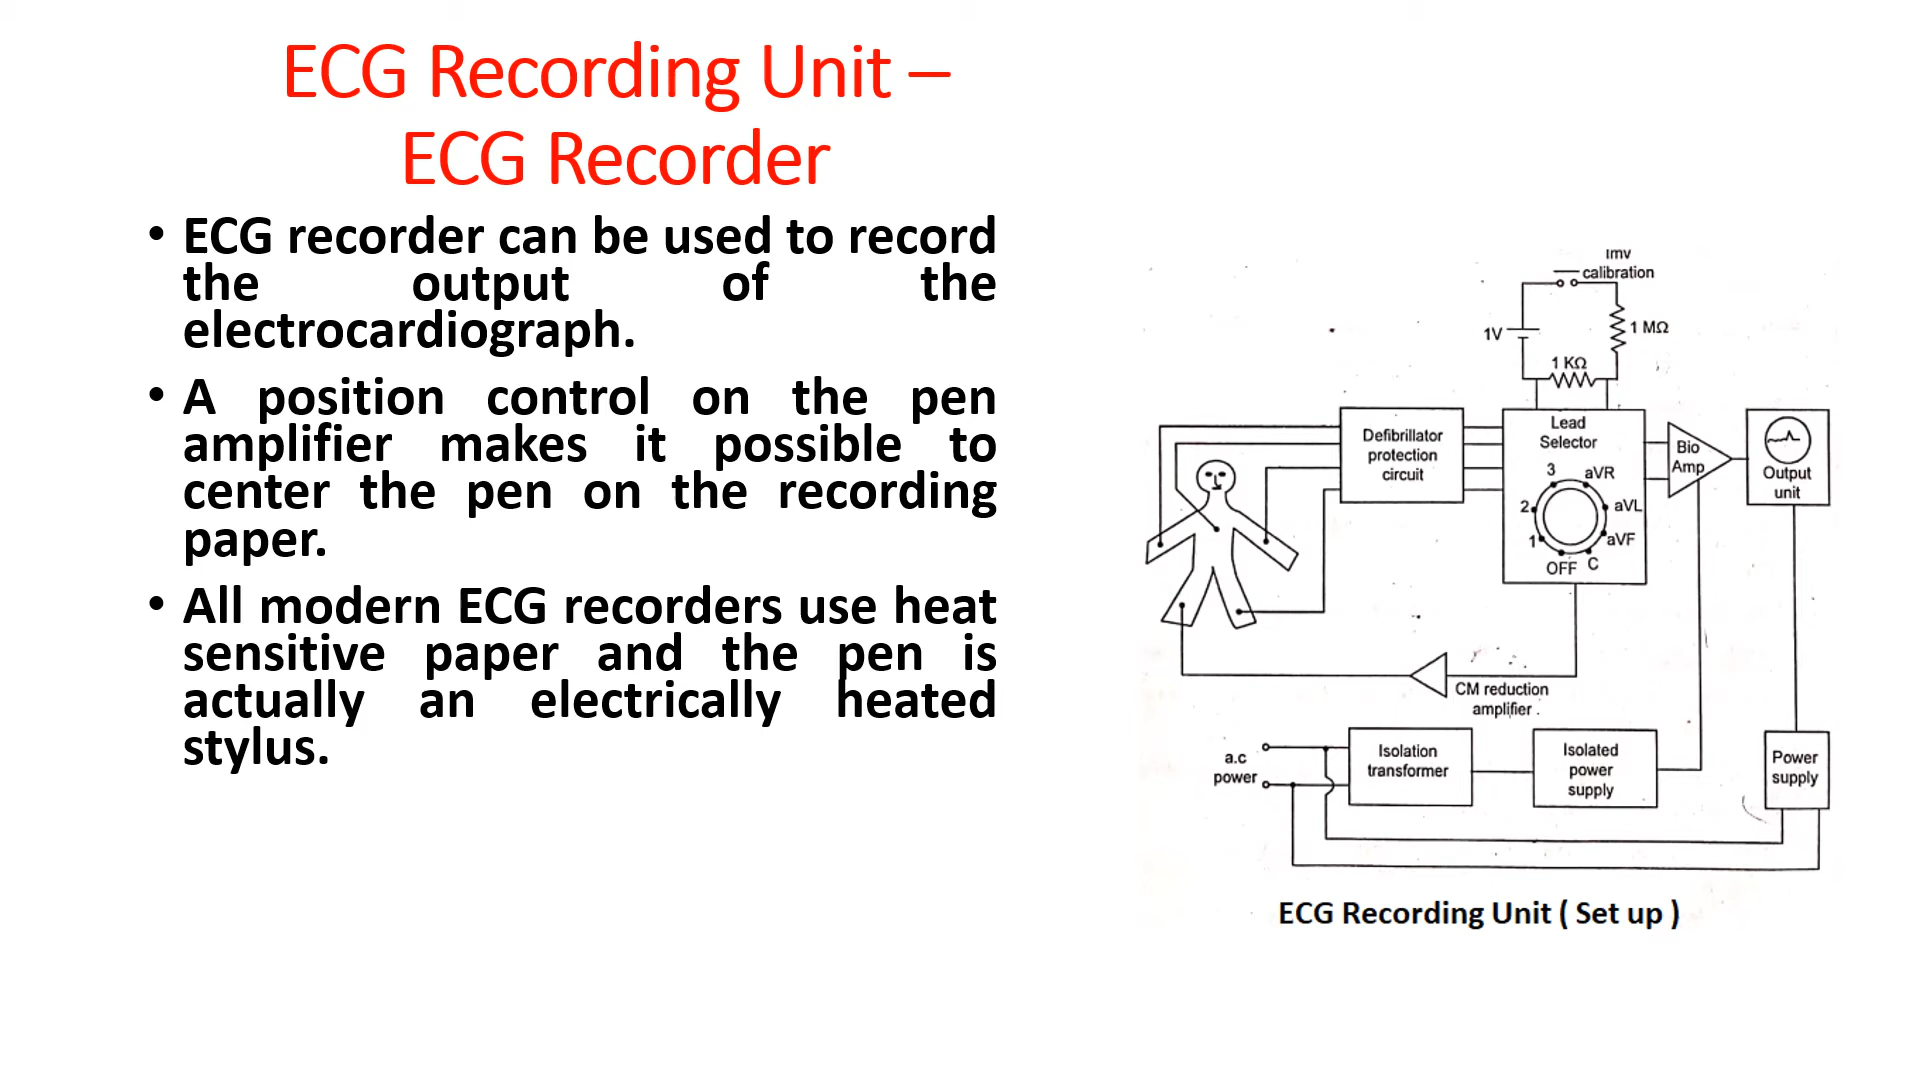 ECG Recording Unit –
ECG Recorder
• ECG recorder can be used to record
the output of the
electrocardiograph.
• A position control on the pen
amplifier makes it possible to
center the pen on the recording
paper.
• All modern ECG recorders use heat
sensitive paper and the pen is
actually an electrically heated
stylus.
1mv
calibration
1V
1 MΩ
1 KΩ
Defibrillator
protection
circuit
Lead
Selector
3
aVR
2
aVL
1
aVF
OFF
C
Bio
Amp
Output
unit
CM reduction
amplifier .
a.c
power
Isolation
transformer
Isolated
power
supply
Power
supply
ECG Recording Unit ( Set up )